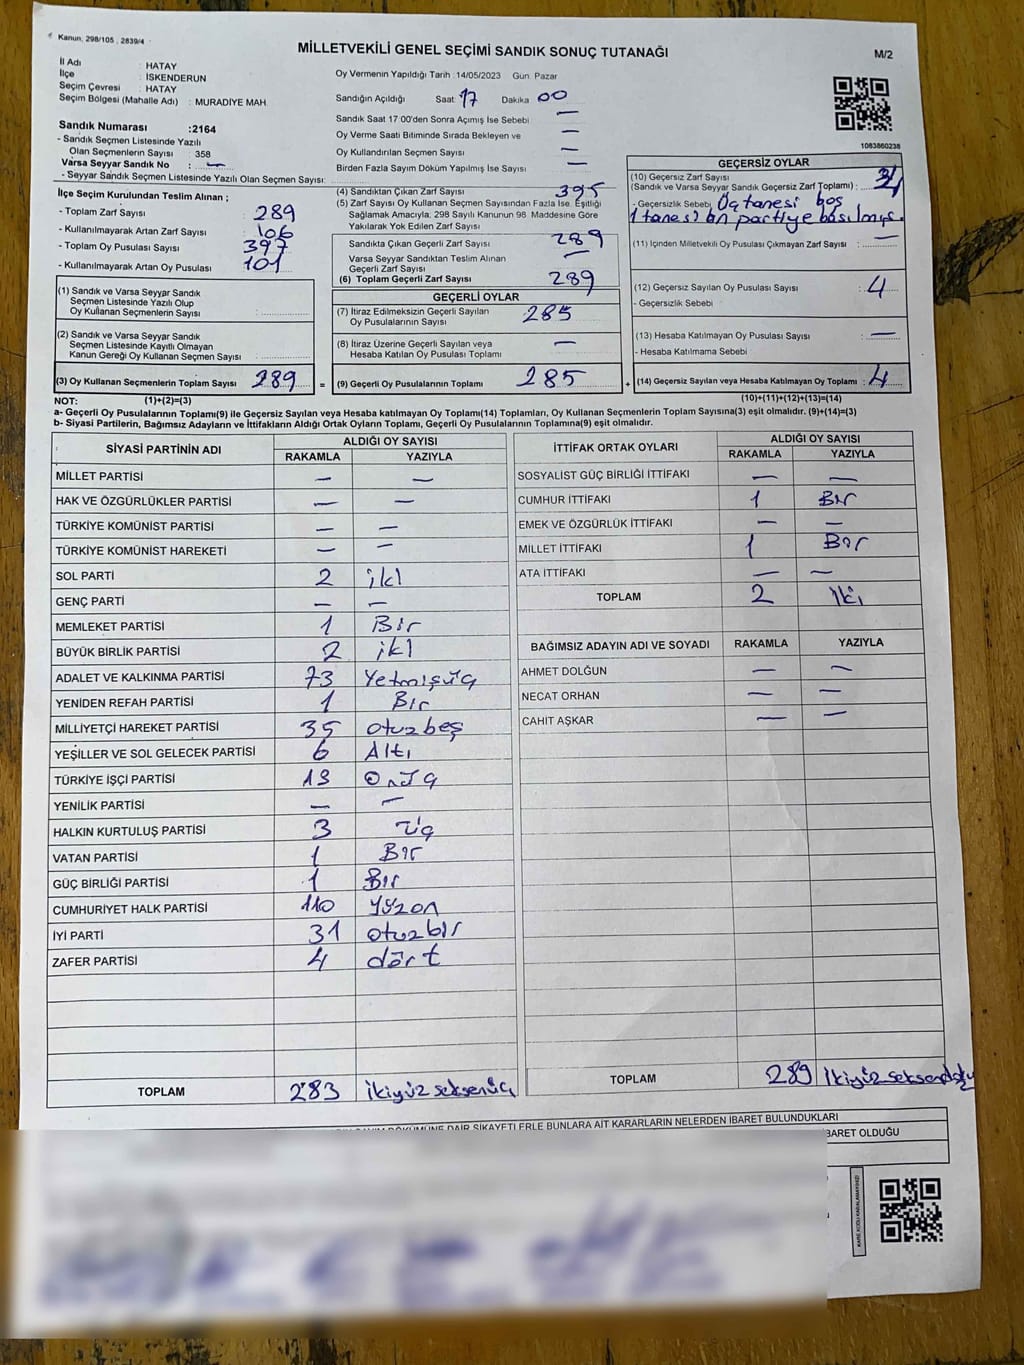 Kanun; 298/105 ; 2839/4
MİLLETVEKİLİ GENEL SEÇİMİ SANDIK SONUÇ TUTANAĞI
M/2
İl Adı : HATAY
İlçe : İSKENDERUN
Seçim Çevresi : HATAY
Seçim Bölgesi (Mahalle Adı) : MURADİYE MAH.
Sandık Numarası :2164
- Sandık Seçmen Listesinde Yazılı
Olan Seçmenlerin Sayısı : 358
Varsa Seyyar Sandık No : —
- Seyyar Sandık Seçmen Listesinde Yazılı Olan Seçmen Sayısı:
Oy Vermenin Yapıldığı Tarih :14/05/2023 Gün: Pazar
Sandığın Açıldığı Saat 17 Dakika 00
Sandık Saat 17:00'den Sonra Açılmış İse Sebebi —
Oy Verme Saati Bitiminde Sırada Bekleyen ve —
Oy Kullandırılan Seçmen Sayısı —
Birden Fazla Sayım Döküm Yapılmış İse Sayısı —
1083860238
İlçe Seçim Kurulundan Teslim Alınan ;
- Toplam Zarf Sayısı 289
- Kullanılmayarak Artan Zarf Sayısı 106
- Toplam Oy Pusulası Sayısı 397
- Kullanılmayarak Artan Oy Pusulası 101
(1) Sandık ve Varsa Seyyar Sandık
Seçmen Listesinde Yazılı Olup
Oy Kullanan Seçmenlerin Sayısı :
(2) Sandık ve Varsa Seyyar Sandık
Seçmen Listesinde Kayıtlı Olmayan
Kanun Gereği Oy Kullanan Seçmen Sayısı :
(3) Oy Kullanan Seçmenlerin Toplam Sayısı 289 =
(4) Sandıktan Çıkan Zarf Sayısı 395
(5) Zarf Sayısı Oy Kullanan Seçmen Sayısından Fazla İse, Eşitliği
Sağlamak Amacıyla; 298 Sayılı Kanunun 98. Maddesine Göre
Yakılarak Yok Edilen Zarf Sayısı
Sandıkta Çıkan Geçerli Zarf Sayısı 289
Varsa Seyyar Sandıktan Teslim Alınan
Geçerli Zarf Sayısı —
(6) Toplam Geçerli Zarf Sayısı 289
GEÇERLİ OYLAR
(7) İtiraz Edilmeksizin Geçerli Sayılan
Oy Pusulalarının Sayısı 285
(8) İtiraz Üzerine Geçerli Sayılan veya
Hesaba Katılan Oy Pusulası Toplamı —
(9) Geçerli Oy Pusulalarının Toplamı 285 +
GEÇERSİZ OYLAR
(10) Geçersiz Zarf Sayısı
(Sandık ve Varsa Seyyar Sandık Geçersiz Zarf Toplamı) :
- Geçersizlik Sebebi Üç tanesi boş
1 tanesi bn partiye basılmış.
(11) İçinden Milletvekili Oy Pusulası Çıkmayan Zarf Sayısı : —
(12) Geçersiz Sayılan Oy Pusulası Sayısı : 4
- Geçersizlik Sebebi
(13) Hesaba Katılmayan Oy Pusulası Sayısı : —
- Hesaba Katılmama Sebebi
(14) Geçersiz Sayılan veya Hesaba Katılmayan Oy Toplamı : 4
NOT: (1)+(2)=(3)
(10)+(11)+(12)+(13)=(14)
a- Geçerli Oy Pusulalarının Toplamı(9) ile Geçersiz Sayılan veya Hesaba katılmayan Oy Toplamı(14) Toplamları, Oy Kullanan Seçmenlerin Toplam Sayısına(3) eşit olmalıdır. (9)+(14)=(3)
b- Siyasi Partilerin, Bağımsız Adayların ve İttifakların Aldığı Ortak Oyların Toplamı, Geçerli Oy Pusulalarının Toplamına(9) eşit olmalıdır.
SİYASİ PARTİNİN ADI
ALDIĞI OY SAYISI
RAKAMLA YAZIYLA
MİLLET PARTİSİ — —
HAK VE ÖZGÜRLÜKLER PARTİSİ — —
TÜRKİYE KOMÜNİST PARTİSİ — —
TÜRKİYE KOMÜNİST HAREKETİ — —
SOL PARTİ 2 iki
GENÇ PARTİ — —
MEMLEKET PARTİSİ 1 Bir
BÜYÜK BİRLİK PARTİSİ 2 iki
ADALET VE KALKINMA PARTİSİ 73 Yetmişüç
YENİDEN REFAH PARTİSİ 1 Bir
MİLLİYETÇİ HAREKET PARTİSİ 35 otuzbeş
YEŞİLLER VE SOL GELECEK PARTİSİ 6 Altı
TÜRKİYE İŞÇİ PARTİSİ 13 Onüç
YENİLİK PARTİSİ — —
HALKIN KURTULUŞ PARTİSİ 3 üç
VATAN PARTİSİ 1 Bir
GÜÇ BİRLİĞİ PARTİSİ 1 Bir
CUMHURİYET HALK PARTİSİ 110 Yüzon
İYİ PARTİ 31 otuzbir
ZAFER PARTİSİ 4 dört
TOPLAM 283 ikiyüzseksenüç
İTTİFAK ORTAK OYLARI
ALDIĞI OY SAYISI
RAKAMLA YAZIYLA
SOSYALİST GÜÇ BİRLİĞİ İTTİFAKI — —
CUMHUR İTTİFAKI 1 Bir
EMEK VE ÖZGÜRLÜK İTTİFAKI — —
MİLLET İTTİFAKI 1 Bir
ATA İTTİFAKI — —
TOPLAM 2 iki
BAĞIMSIZ ADAYIN ADI VE SOYADI RAKAMLA YAZIYLA
AHMET DOLĞUN — —
NECAT ORHAN — —
CAHİT AŞKAR — —
TOPLAM 289 ikiyüzseksendokuz
SAYIM DÖKÜMÜNE DAİR ŞİKAYETLERLE BUNLARA AİT KARARLARIN NELERDEN İBARET BULUNDUKLARI
İBARET OLDUĞU